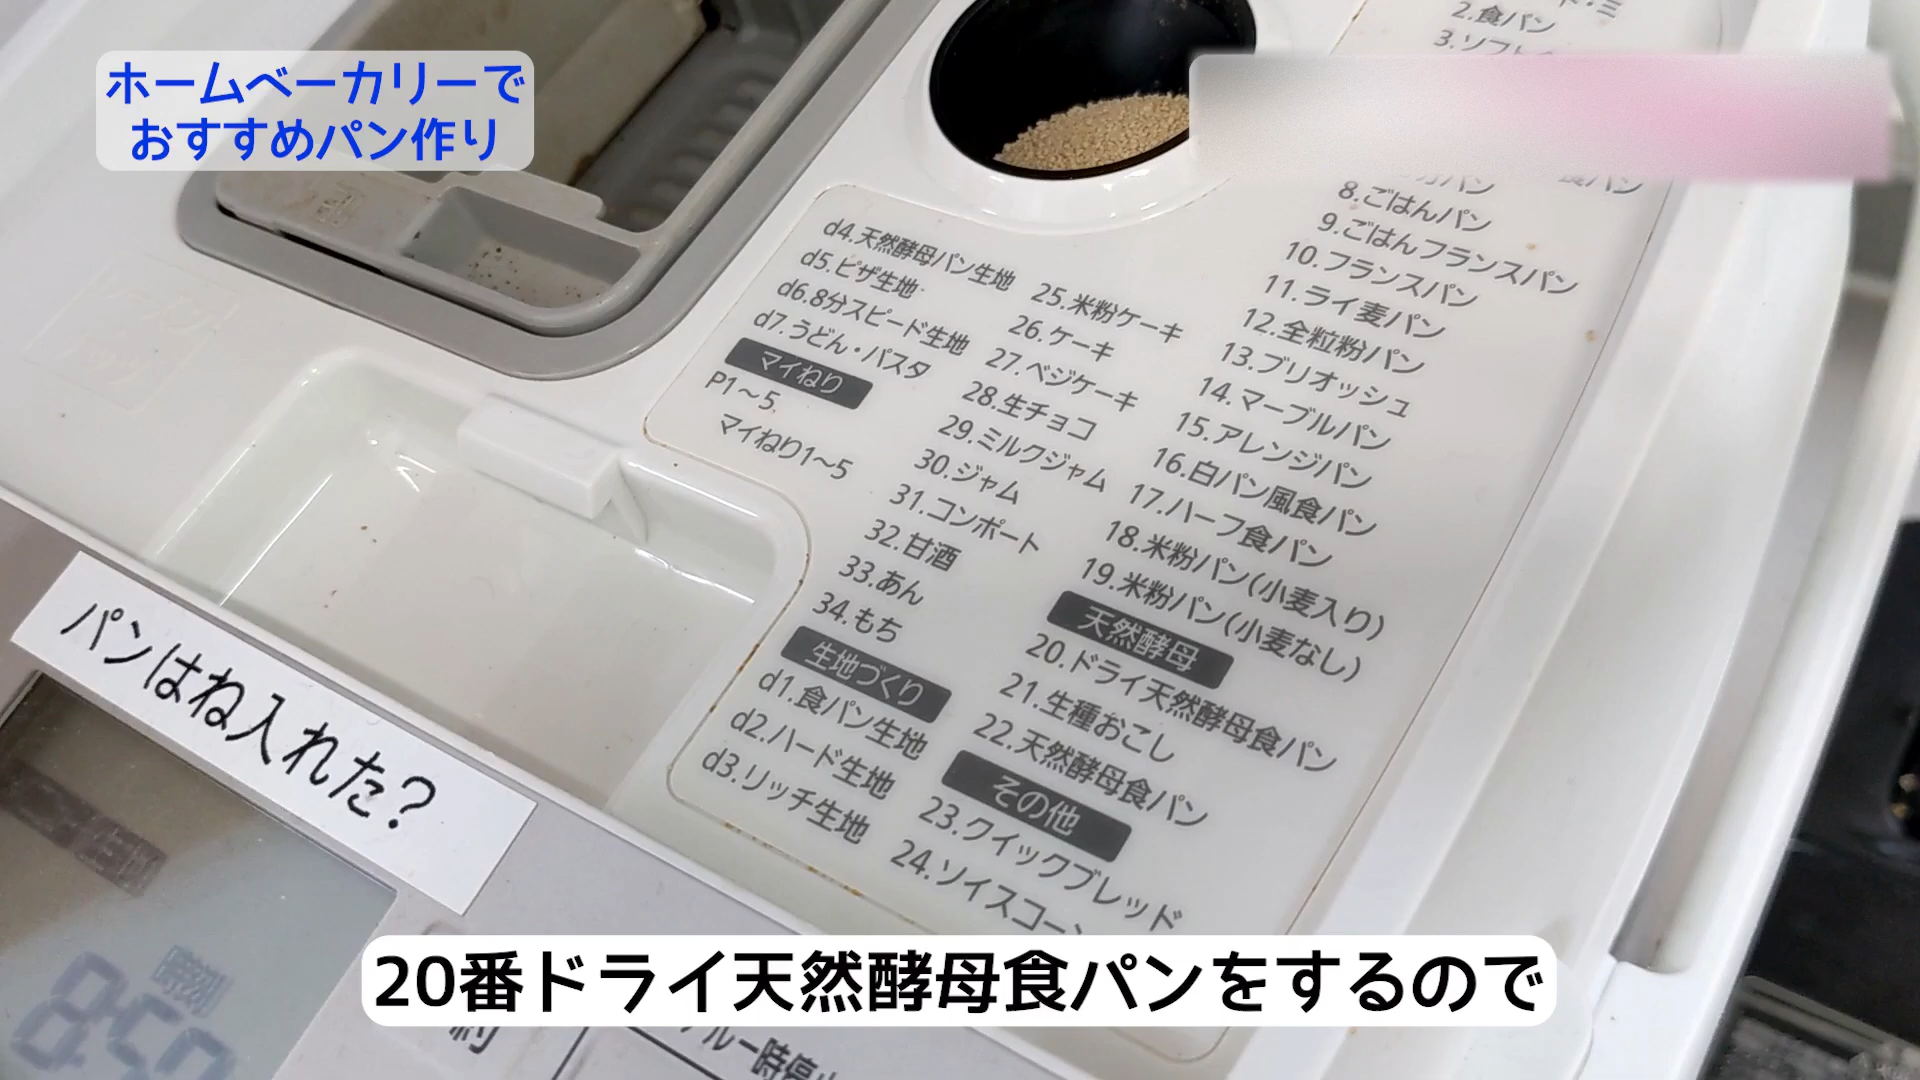 ホームベーカリーで
おすすめパン作り
2.食パン
8.ごはんパン
9.ごはんフランスパン
10.フランスパン
11.ライ麦パン
12.全粒粉パン
13.ブリオッシュ
14.マーブルパン
15.アレンジパン
16.白パン風食パン
17.ハーフ食パン
18.米粉パン(小麦入り)
19.米粉パン(小麦なし)
天然酵母
20.ドライ天然酵母食パン
21.生種おこし
22.天然酵母食パン
その他
23.クイックブレッド
24.ソイスコーン
25.米粉ケーキ
26.ケーキ
27.ベジケーキ
28.生チョコ
29.ミルクジャム
30.ジャム
31.コンポート
32.甘酒
33.あん
34.もち
生地づくり
d1.食パン生地
d2.ハード生地
d3.リッチ生地
d4.天然酵母パン生地
d5.ピザ生地
d6.8分スピード生地
d7.うどん・パスタ
マイねり
P1～5
マイねり1～5
パンはね入れた?
時刻
8:57
20番ドライ天然酵母食パンをするので